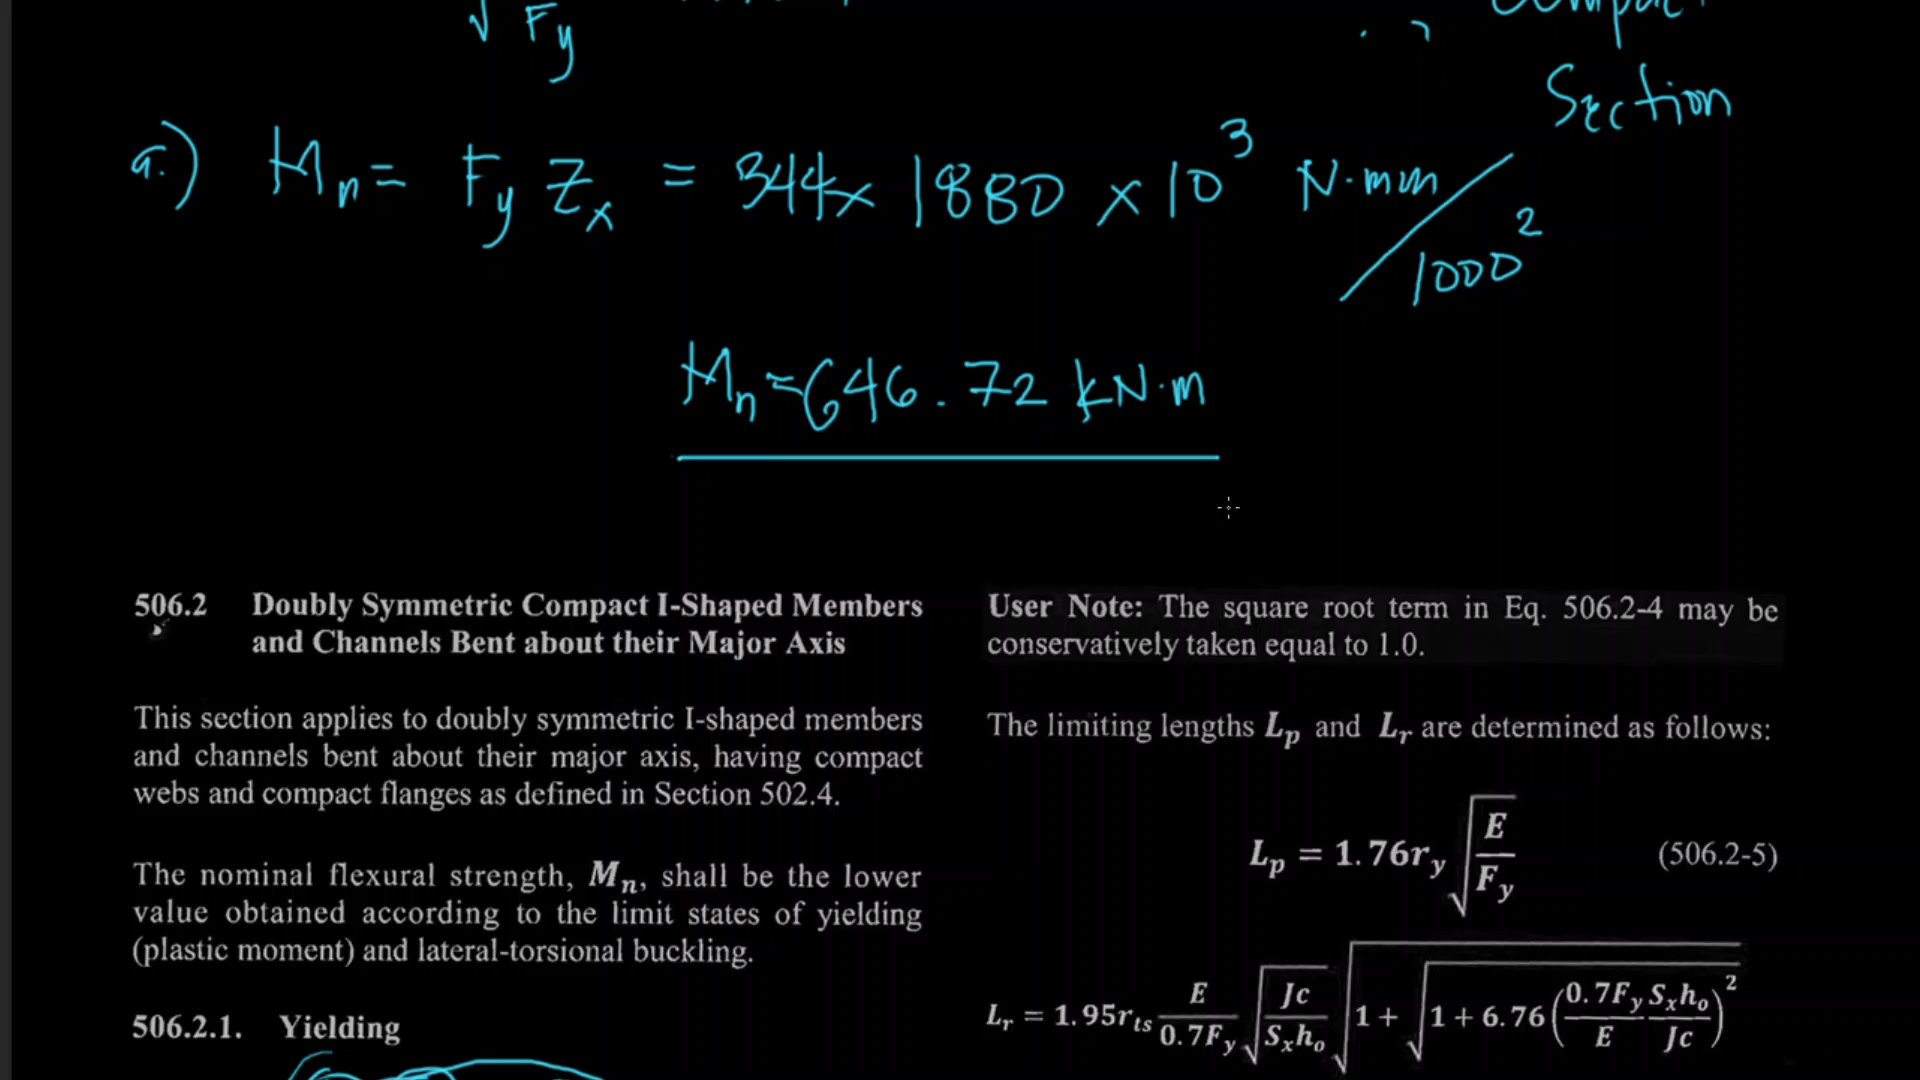 √ Fy
Section
a.) Mn = Fy Zx = 344 x 1880 x 10³ N·mm / 1000²
Mn = 646.72 kN·m
506.2 Doubly Symmetric Compact I-Shaped Members
and Channels Bent about their Major Axis
This section applies to doubly symmetric I-shaped members
and channels bent about their major axis, having compact
webs and compact flanges as defined in Section 502.4.
The nominal flexural strength, Mn, shall be the lower
value obtained according to the limit states of yielding
(plastic moment) and lateral-torsional buckling.
506.2.1. Yielding
User Note: The square root term in Eq. 506.2-4 may be
conservatively taken equal to 1.0.
The limiting lengths Lp and Lr are determined as follows:
Lp = 1.76ry √(E/Fy) (506.2-5)
Lr = 1.95rts E/0.7Fy √(Jc/Sxho) √(1 + √(1 + 6.76(0.7Fy/E Sxho/Jc)²))